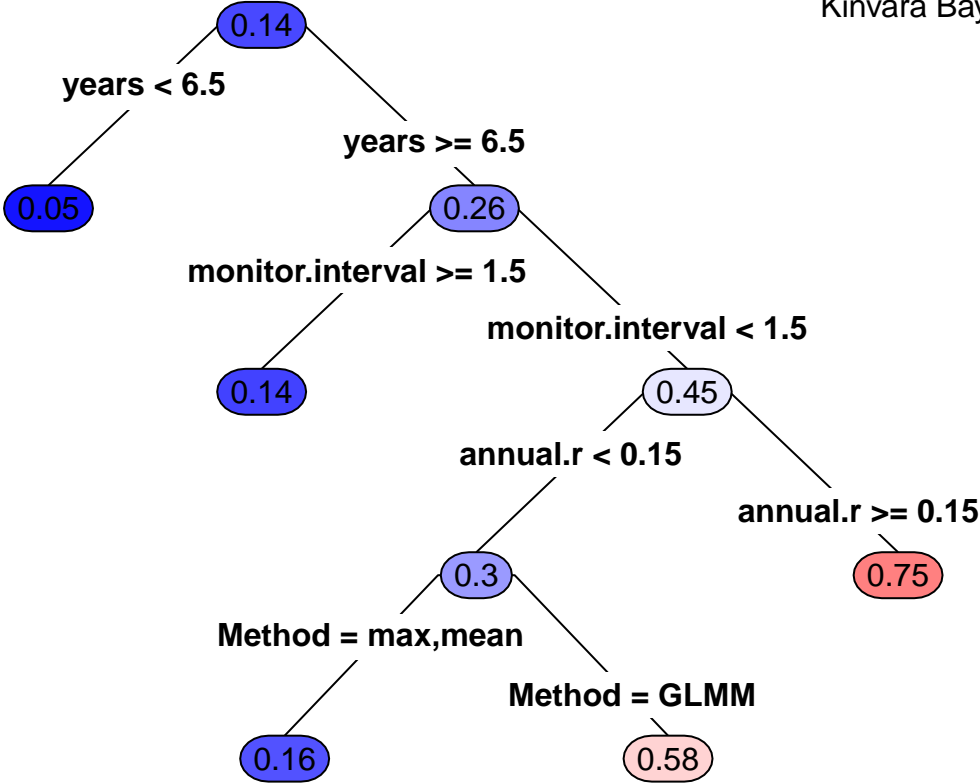 Kinvara Bay
0.14
years < 6.5
years >= 6.5
0.05
0.26
monitor.interval >= 1.5
monitor.interval < 1.5
0.14
0.45
annual.r < 0.15
annual.r >= 0.15
0.3
0.75
Method = max,mean
Method = GLMM
0.16
0.58